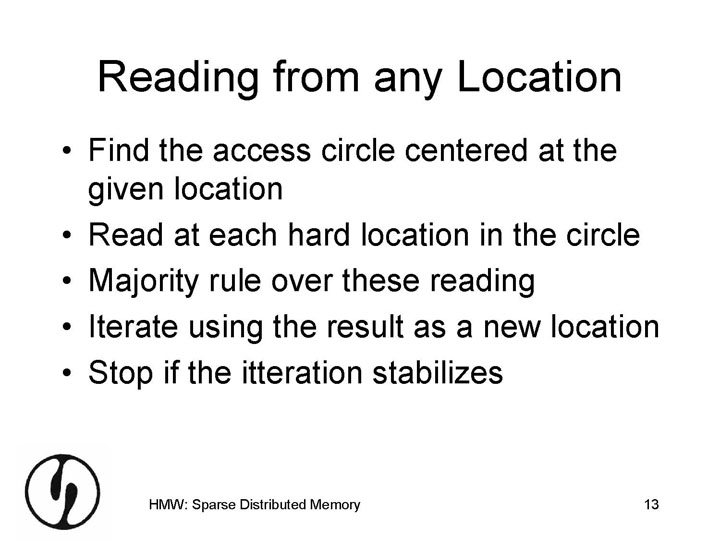 Reading from any Location
• Find the access circle centered at the
given location
• Read at each hard location in the circle
• Majority rule over these reading
• Iterate using the result as a new location
• Stop if the itteration stabilizes
HMW: Sparse Distributed Memory
13